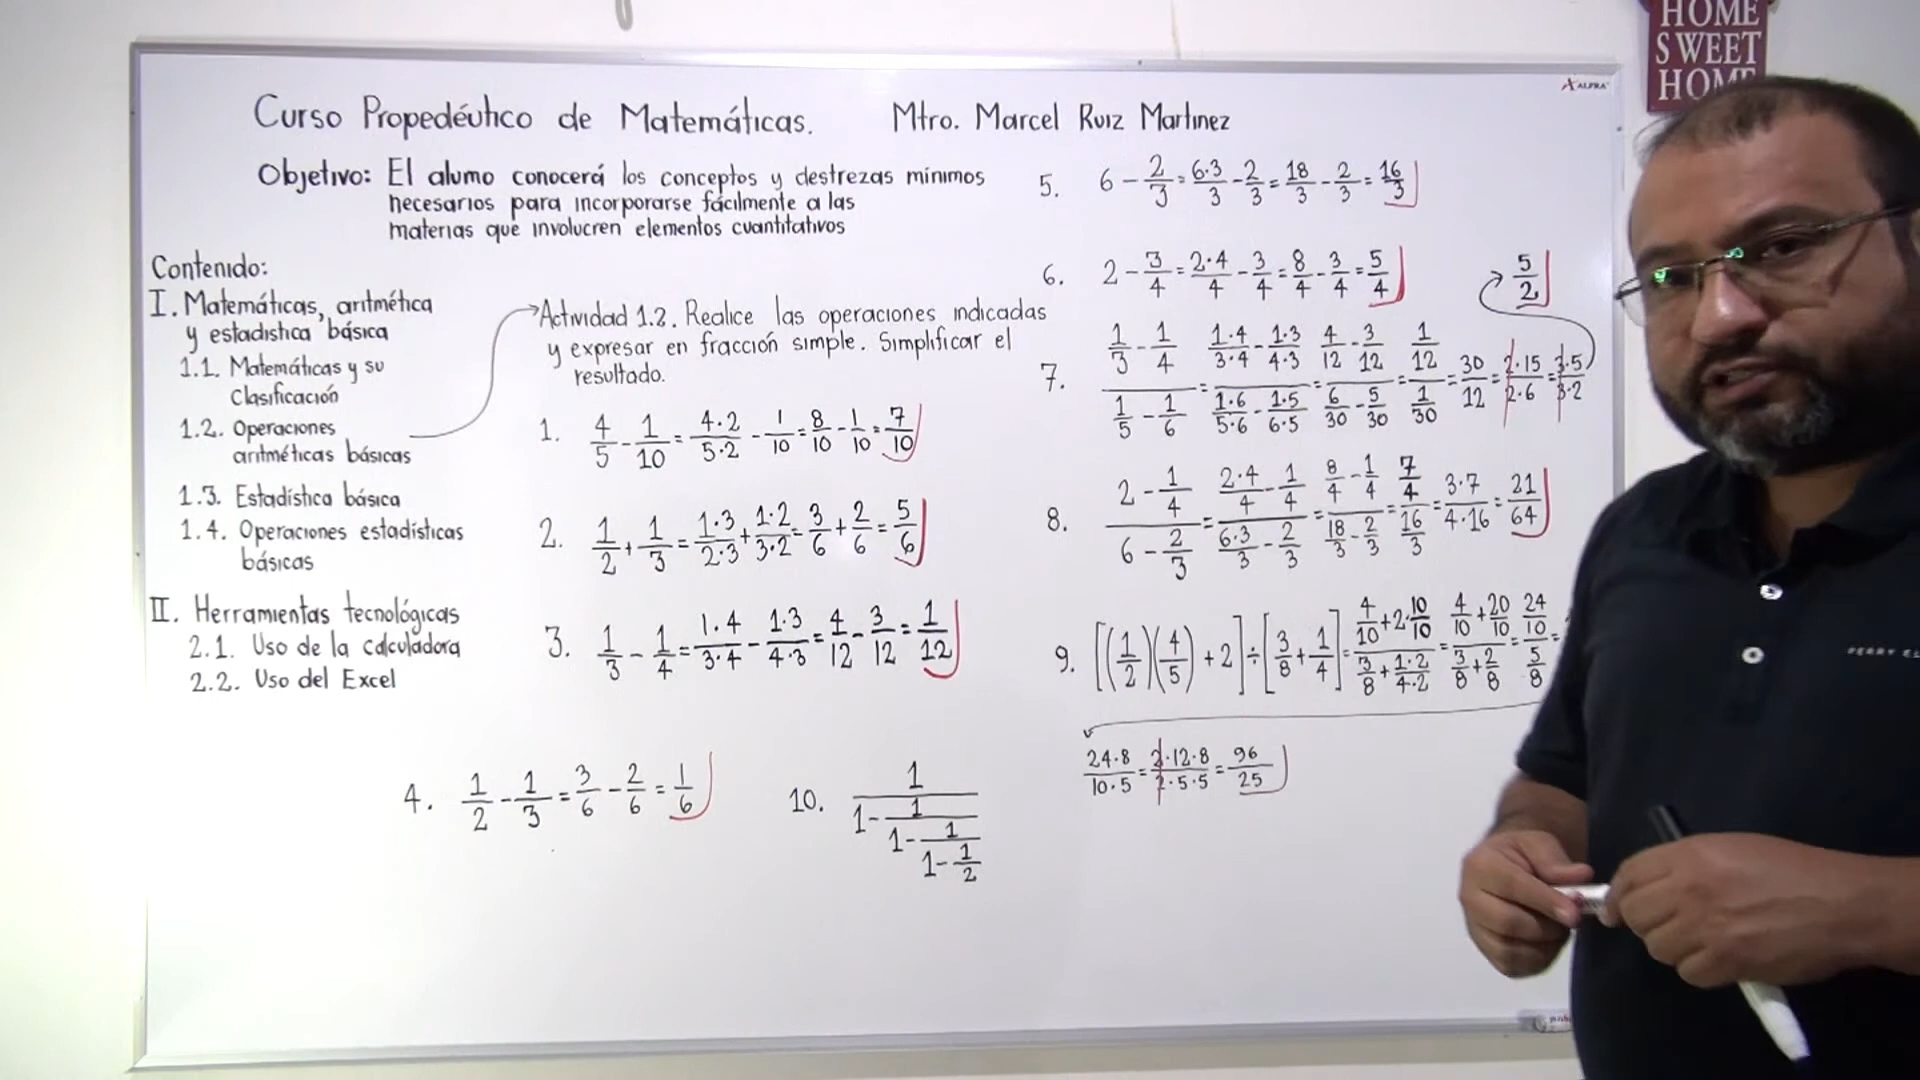 HOME
SWEET
HOME
ALFRA
Curso Propedéutico de Matemáticas. Mtro. Marcel Ruiz Martinez
Objetivo: El alumo conocerá los conceptos y destrezas mínimos
necesarios para incorporarse fácilmente a las
materias que involucren elementos cuantitativos
Contenido:
I. Matemáticas, aritmética
y estadistica básica
1.1. Matemáticas y su
Clasificación
1.2. Operaciones
aritméticas básicas
1.3. Estadística básica
1.4. Operaciones estadísticas
básicas
II. Herramientas tecnológicas
2.1. Uso de la calculadora
2.2. Uso del Excel
Actividad 1.2. Realice las operaciones indicadas
y expresar en fracción simple. Simplificar el
resultado.
1. 4/5 - 1/10 = 4·2/5·2 - 1/10 = 8/10 - 1/10 = 7/10
2. 1/2 + 1/3 = 1·3/2·3 + 1·2/3·2 = 3/6 + 2/6 = 5/6
3. 1/3 - 1/4 = 1·4/3·4 - 1·3/4·3 = 4/12 - 3/12 = 1/12
4. 1/2 - 1/3 = 3/6 - 2/6 = 1/6
5. 6 - 2/3 = 6·3/3 - 2/3 = 18/3 - 2/3 = 16/3
6. 2 - 3/4 = 2·4/4 - 3/4 = 8/4 - 3/4 = 5/4
7. (1/3 - 1/4)/(1/5 - 1/6) = (1·4/3·4 - 1·3/4·3)/(1·6/5·6 - 1·5/6·5) = (4/12 - 3/12)/(6/30 - 5/30) = (1/12)/(1/30) = 30/12 = 2·15/2·6 = 3·5/3·2
5/2
8. (2 - 1/4)/(6 - 2/3) = (2·4/4 - 1/4)/(6·3/3 - 2/3) = (8/4 - 1/4)/(18/3 - 2/3) = (7/4)/(16/3) = 3·7/4·16 = 21/64
9. [(1/2)(4/5) + 2] ÷ [3/8 + 1/4] = (4/10 + 2·10/10)/(3/8 + 1·2/4·2) = (4/10 + 20/10)/(3/8 + 2/8) = (24/10)/(5/8) =
24·8/10·5 = 2·12·8/2·5·5 = 96/25
10. 1/(1 - 1/(1 - 1/(1 - 1/2)))